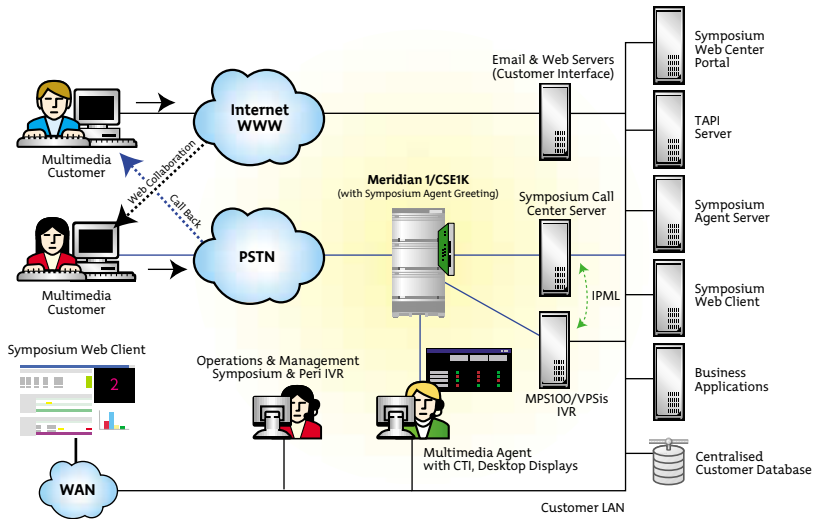 Email & Web Servers
(Customer Interface)
Symposium
Web Center
Portal
Internet
WWW
TAPI
Server
Multimedia
Customer
Web Collaboration
Call Back
Meridian 1/CSE1K
(with Symposium Agent Greeting)
Symposium Call
Center Server
Symposium
Agent Server
PSTN
IPML
Multimedia
Customer
Symposium
Web Client
Symposium Web Client
2
Operations & Management
Symposium & Peri IVR
MPS100/VPSis
IVR
Business
Applications
Multimedia Agent
with CTI, Desktop Displays
Centralised
Customer Database
WAN
Customer LAN